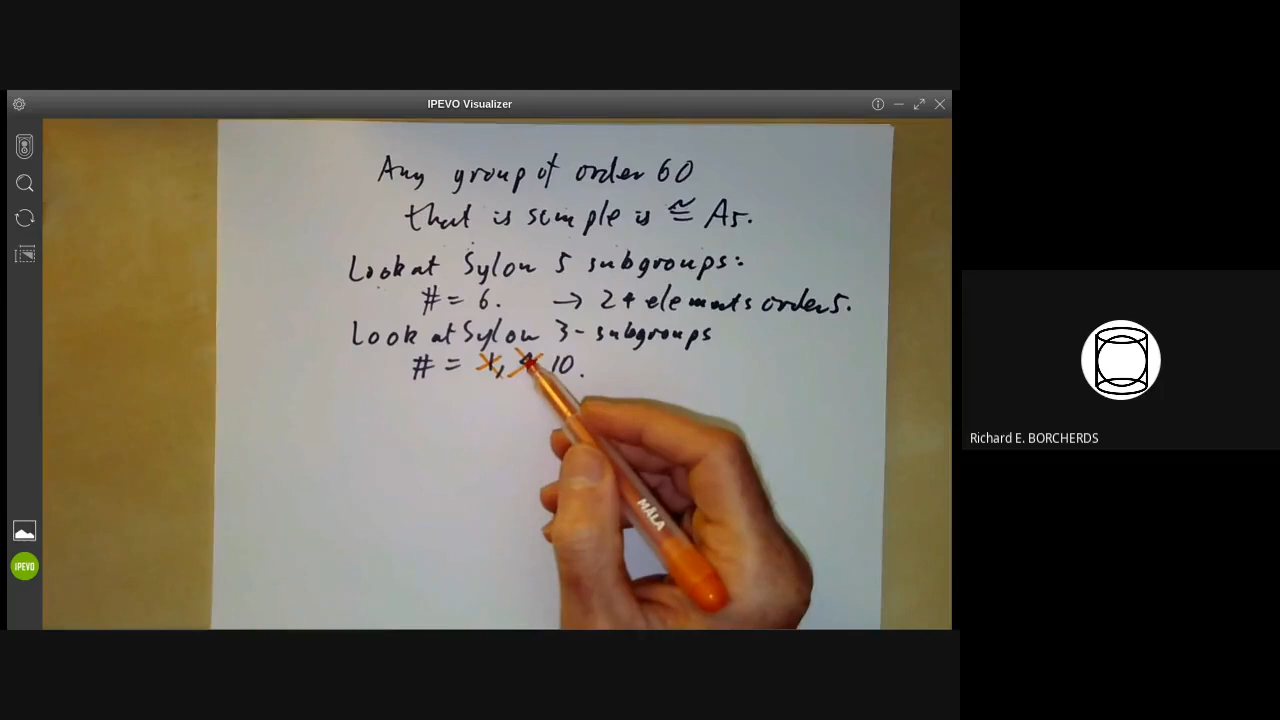 IPEVO Visualizer
Any group of order 60
that is simple is ≅ A5.
Look at Sylow 5 subgroups:
# = 6. → 24 elements order 5.
Look at Sylow 3-subgroups
# = 1, 4 10.
MÅLA
IPEVO
Richard E. BORCHERDS